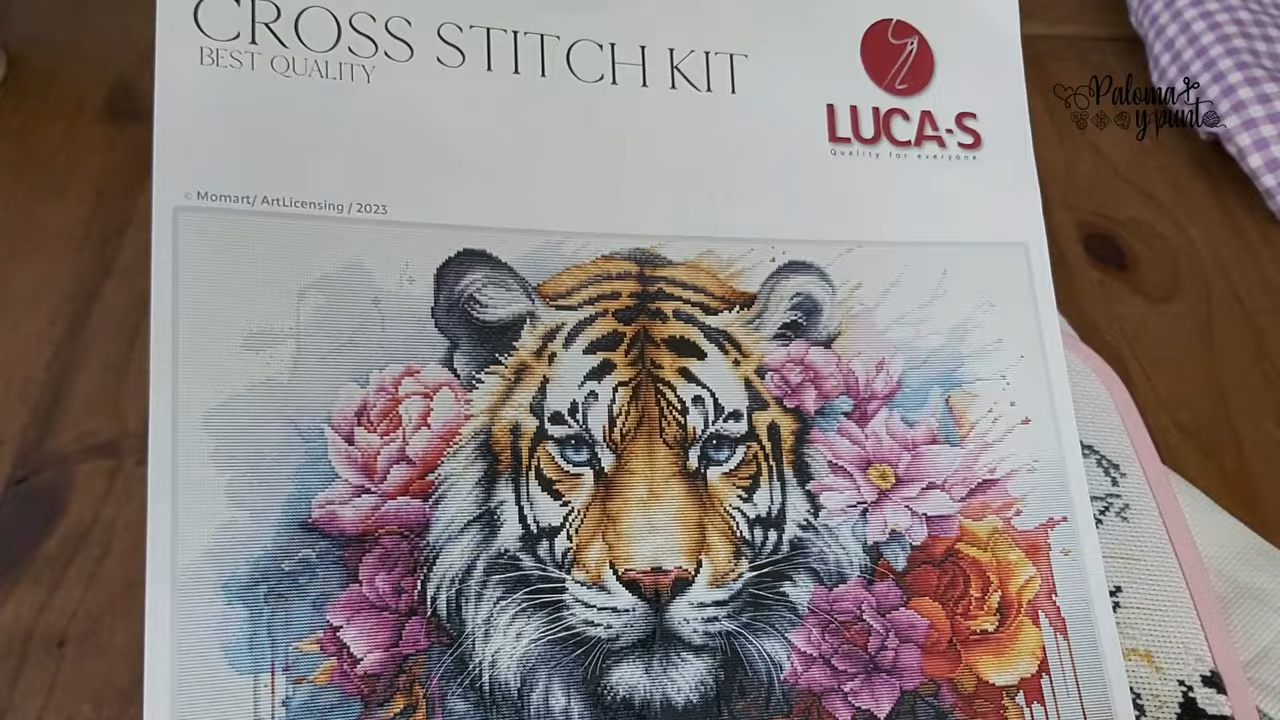 CROSS STITCH KIT
BEST QUALITY
LUCA-S
Quality for everyone
© Momart/ ArtLicensing / 2023
Paloma
y punto